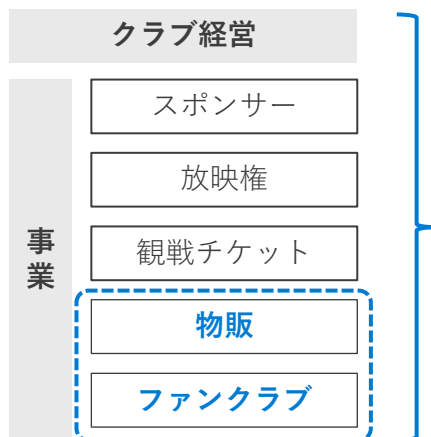 クラブ経営
事業
スポンサー
放映権
観戦チケット
物販
ファンクラブ